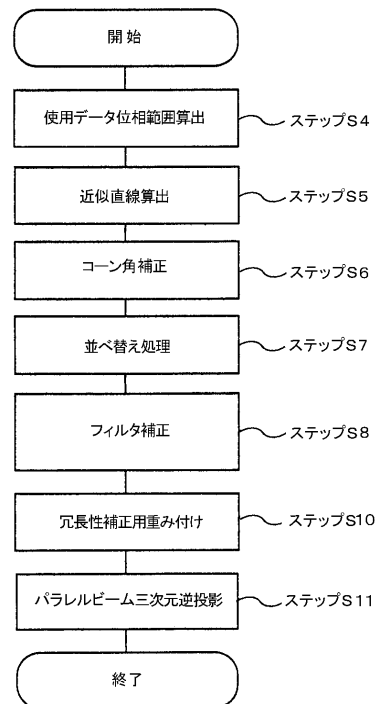 開始
使用データ位相範囲算出
ステップS4
近似直線算出
ステップS5
コーン角補正
ステップS6
並べ替え処理
ステップS7
フィルタ補正
ステップS8
冗長性補正用重み付け
ステップS10
パラレルビーム三次元逆投影
ステップS11
終了